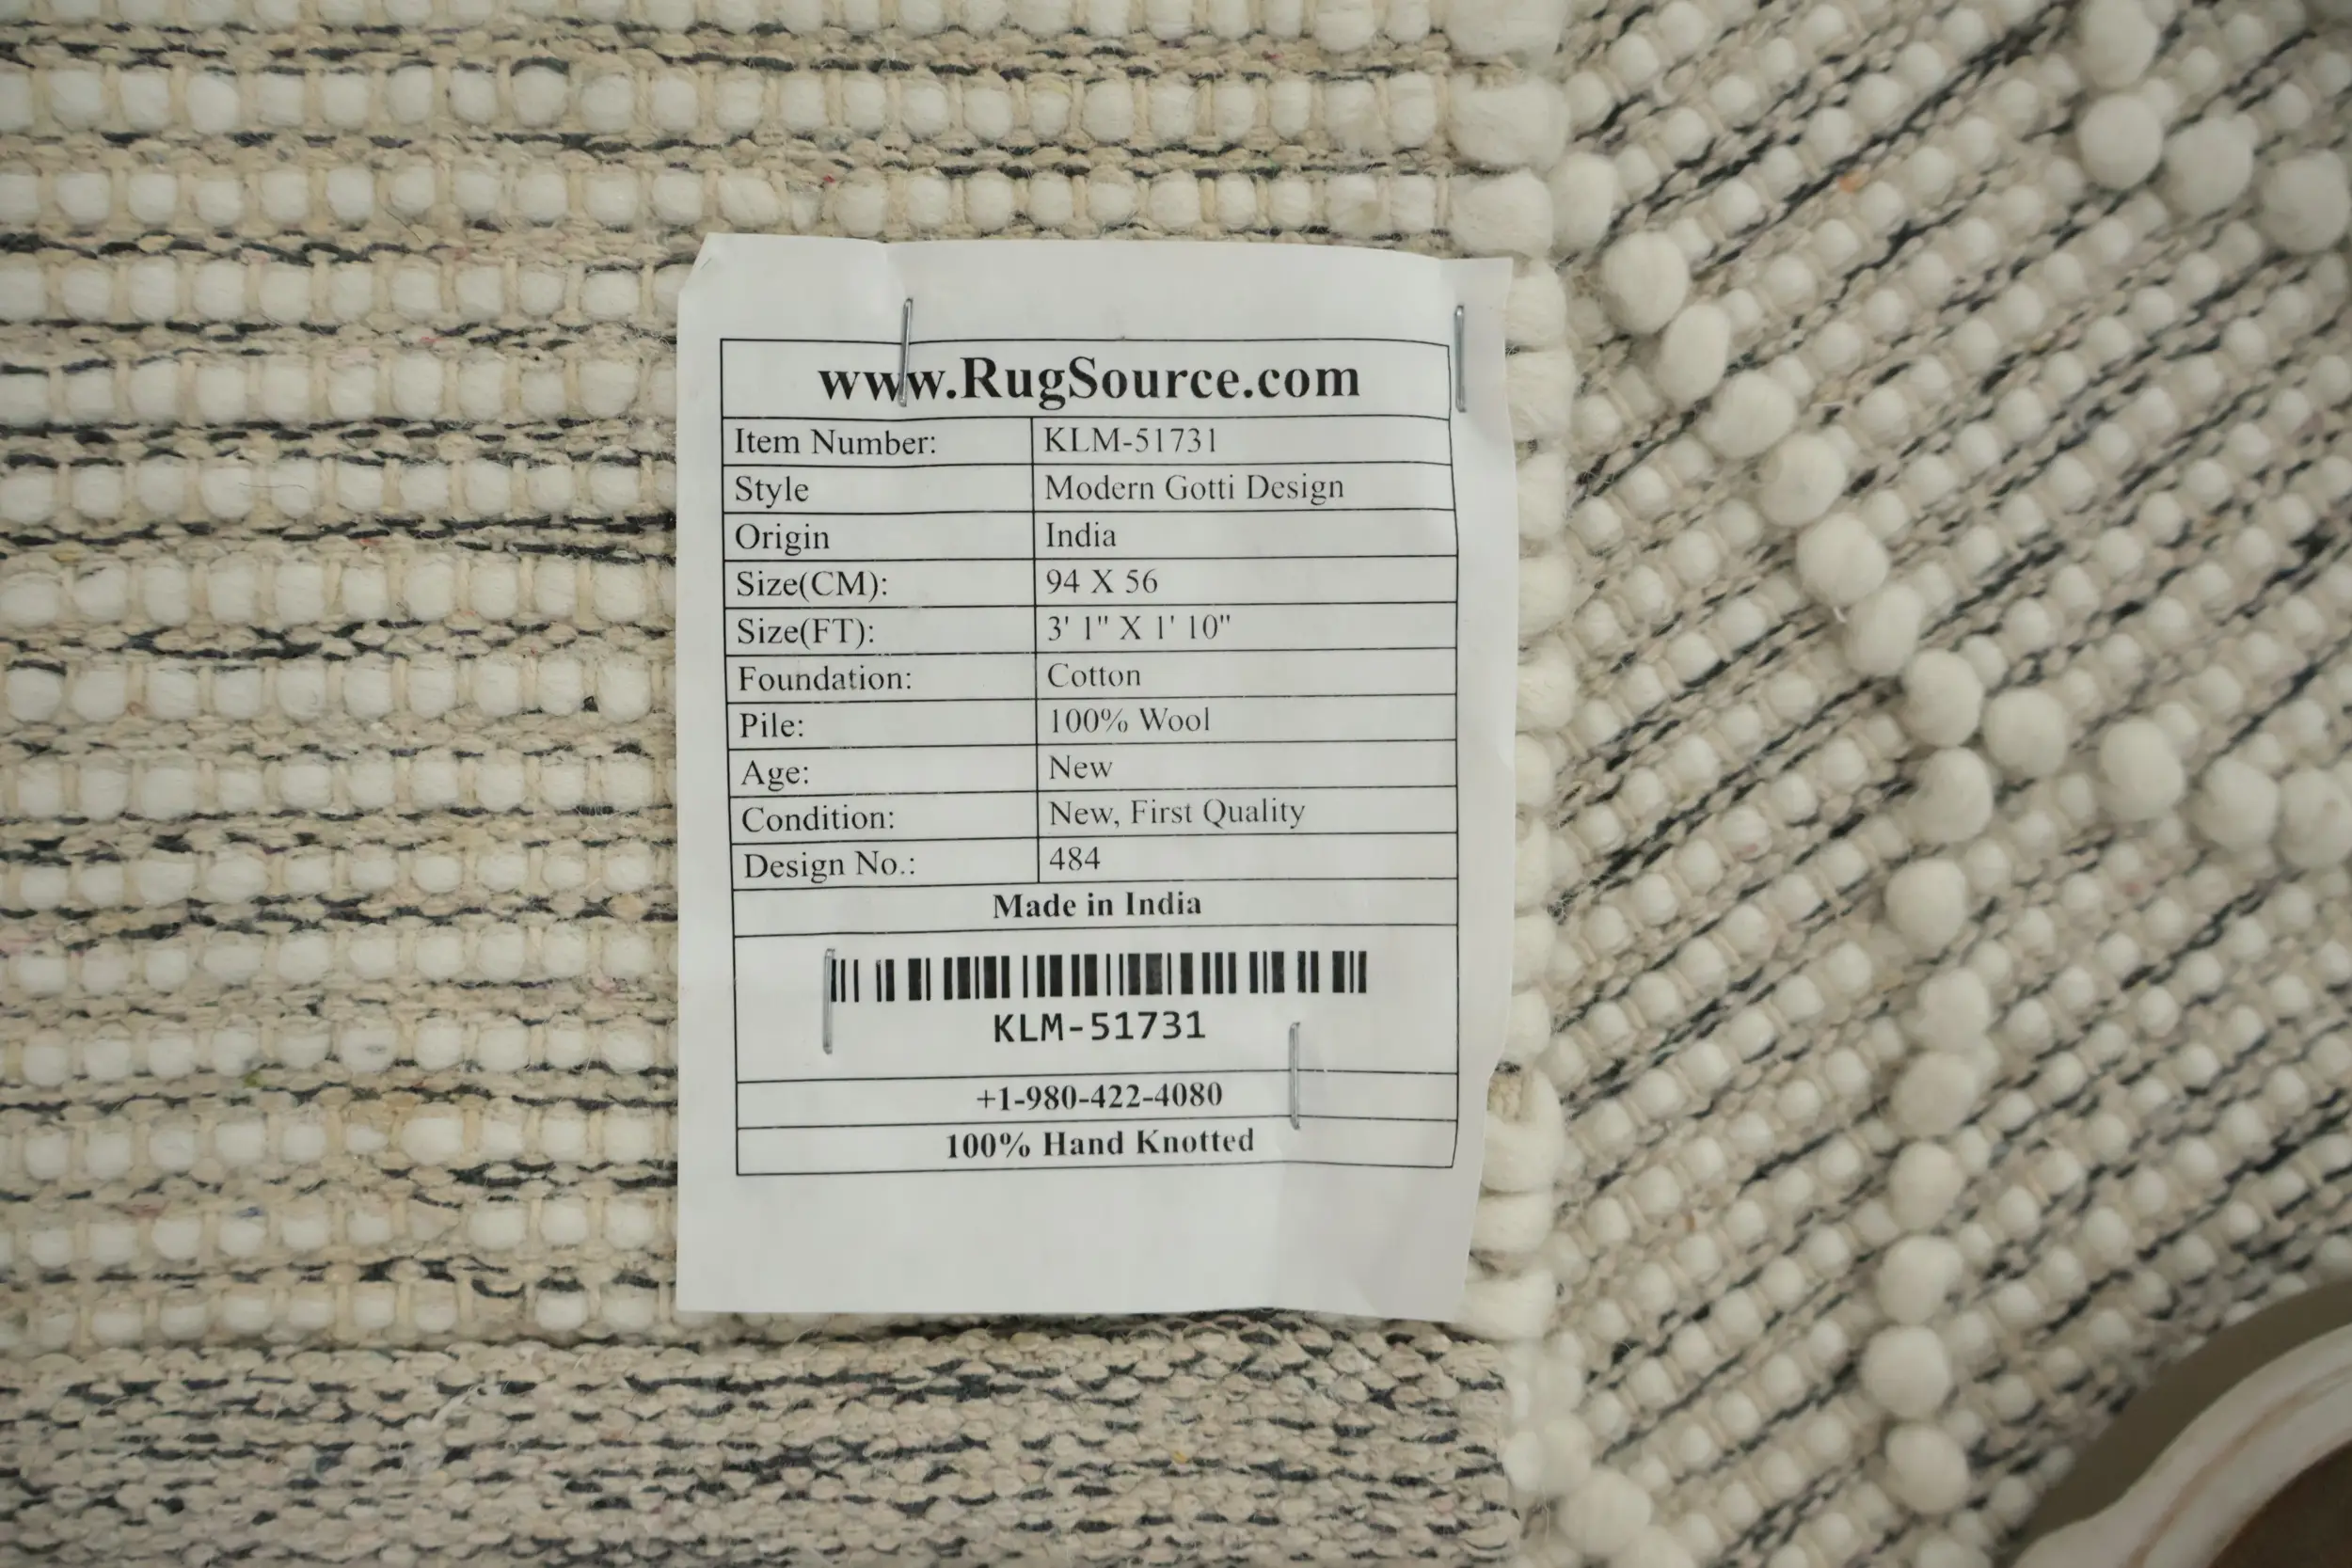 www.RugSource.com
Item Number: KLM-51731
Style Modern Gotti Design
Origin India
Size(CM): 94 X 56
Size(FT): 3' 1" X 1' 10"
Foundation: Cotton
Pile: 100% Wool
Age: New
Condition: New, First Quality
Design No.: 484
Made in India
KLM-51731
+1-980-422-4080
100% Hand Knotted